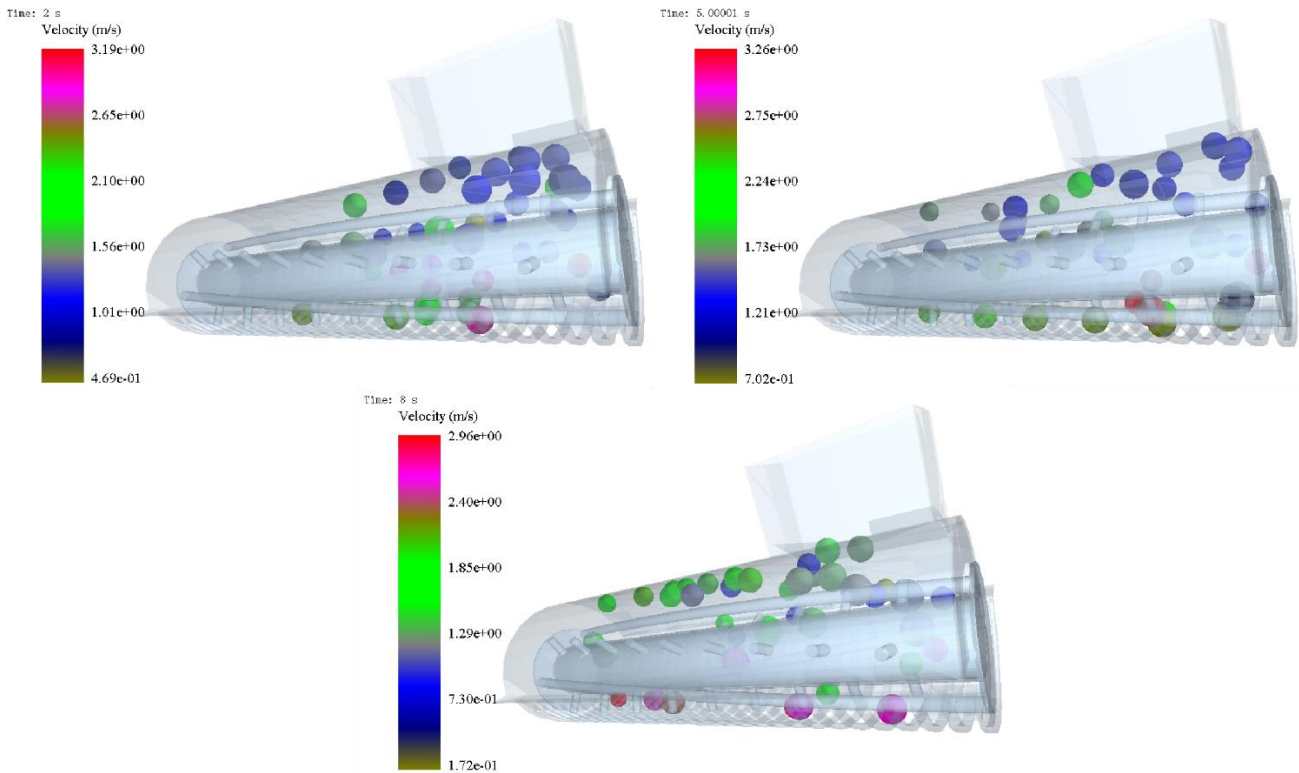 Time: 2 s
Velocity (m/s)
3.19e+00
2.65e+00
2.10e+00
1.56e+00
1.01e+00
4.69e-01
Time: 5.00001 s
Velocity (m/s)
3.26e+00
2.75e+00
2.24e+00
1.73e+00
1.21e+00
7.02e-01
Time: 8 s
Velocity (m/s)
2.96e+00
2.40e+00
1.85e+00
1.29e+00
7.30e-01
1.72e-01